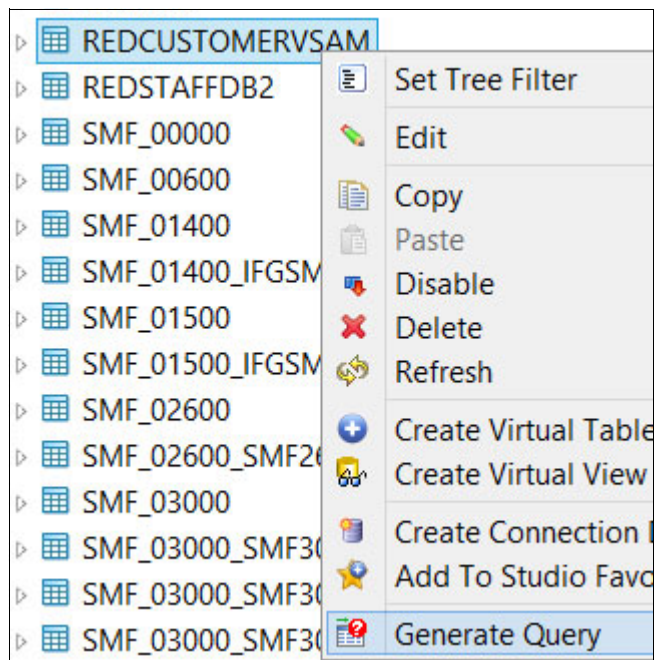 REDCUSTOMERVSAM
REDSTAFFDB2
SMF_00000
SMF_00600
SMF_01400
SMF_01400_IFGSM
SMF_01500
SMF_01500_IFGSM
SMF_02600
SMF_02600_SMF26
SMF_03000
SMF_03000_SMF30
SMF_03000_SMF30
SMF_03000_SMF30
Set Tree Filter
Edit
Copy
Paste
Disable
Delete
Refresh
Create Virtual Table
Create Virtual View
Create Connection
Add To Studio Favo
Generate Query